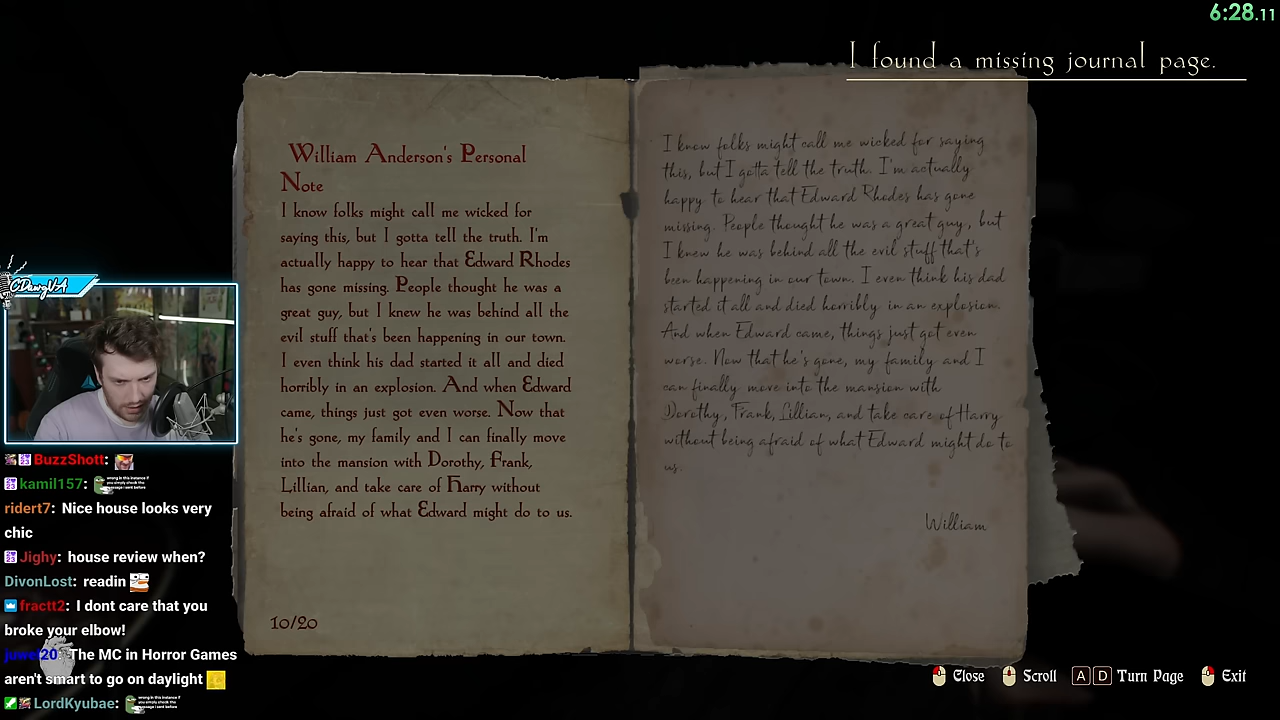 6:28.11
I found a missing journal page.
William Anderson's Personal
Note
I know folks might call me wicked for
saying this, but I gotta tell the truth. I'm
actually happy to hear that Edward Rhodes
has gone missing. People thought he was a
great guy, but I knew he was behind all the
evil stuff that's been happening in our town.
I even think his dad started it all and died
horribly in an explosion. And when Edward
came, things just got even worse. Now that
he's gone, my family and I can finally move
into the mansion with Dorothy, Frank,
Lillian, and take care of Harry without
being afraid of what Edward might do to us.
10/20
I know folks might call me wicked for saying
this, but I gotta tell the truth. I'm actually
happy to hear that Edward Rhodes has gone
missing. People thought he was a great guy, but
I knew he was behind all the evil stuff that's
been happening in our town. I even think his dad
started it all and died horribly in an explosion.
And when Edward came, things just got even
worse. Now that he's gone, my family and I
can finally move into the mansion with
Dorothy, Frank, Lillian, and take care of Harry
without being afraid of what Edward might do to
us.
William
CDawgVA
BuzzShott:
kamil157:
ridert7: Nice house looks very
chic
Jighy: house review when?
DivonLost: readin
fractt2: I dont care that you
broke your elbow!
The MC in Horror Games
aren't smart to go on daylight
LordKyubae:
Close
Scroll
A D Turn Page
Exit